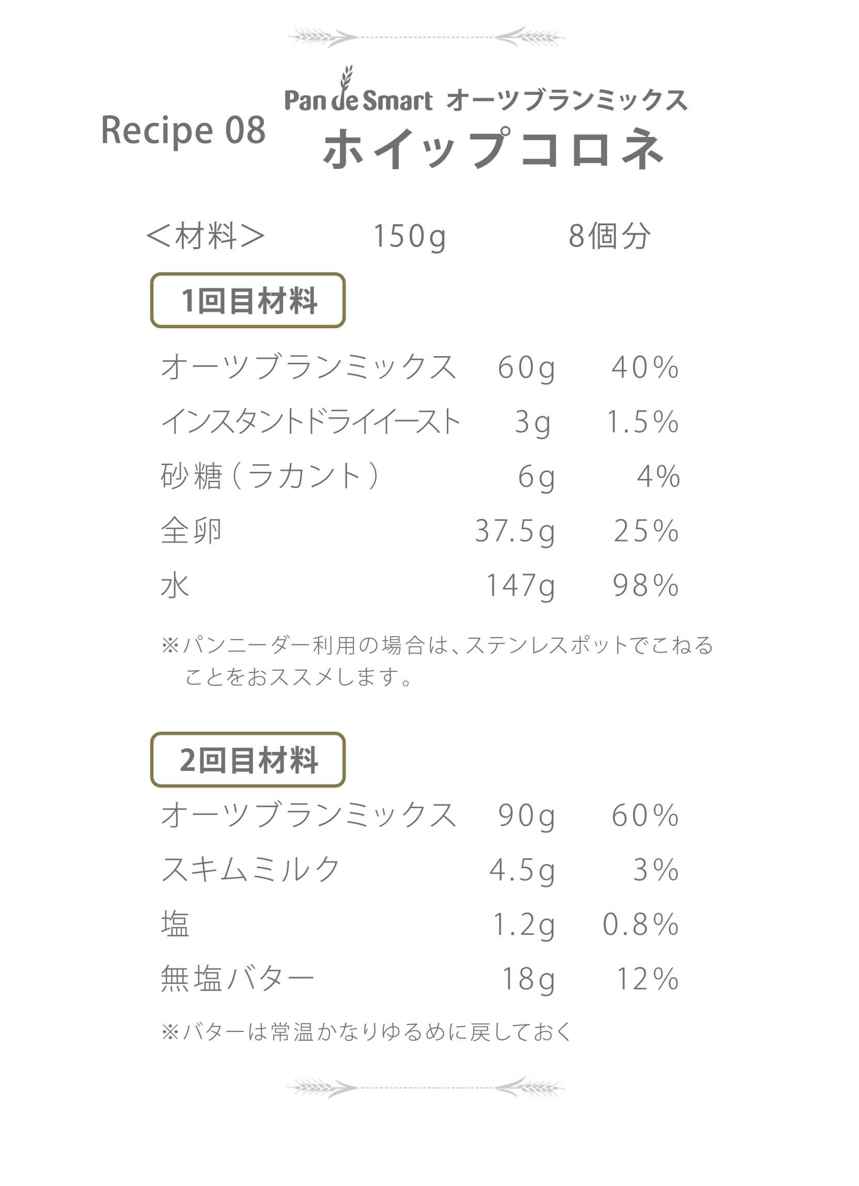 Pan de Smart オーツブランミックス
Recipe 08
ホイップコロネ
＜材料＞ 150g 8個分
1回目材料
オーツブランミックス 60g 40%
インスタントドライイースト 3g 1.5%
砂糖（ラカント） 6g 4%
全卵 37.5g 25%
水 147g 98%
※パンニーダー利用の場合は、ステンレスポットでこねる
ことをおススメします。
2回目材料
オーツブランミックス 90g 60%
スキムミルク 4.5g 3%
塩 1.2g 0.8%
無塩バター 18g 12%
※バターは常温かなりゆるめに戻しておく